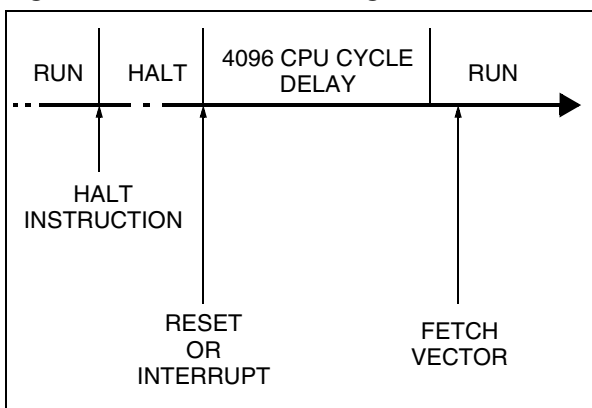 RUN
HALT
4096 CPU CYCLE
DELAY
RUN
HALT
INSTRUCTION
RESET
OR
INTERRUPT
FETCH
VECTOR